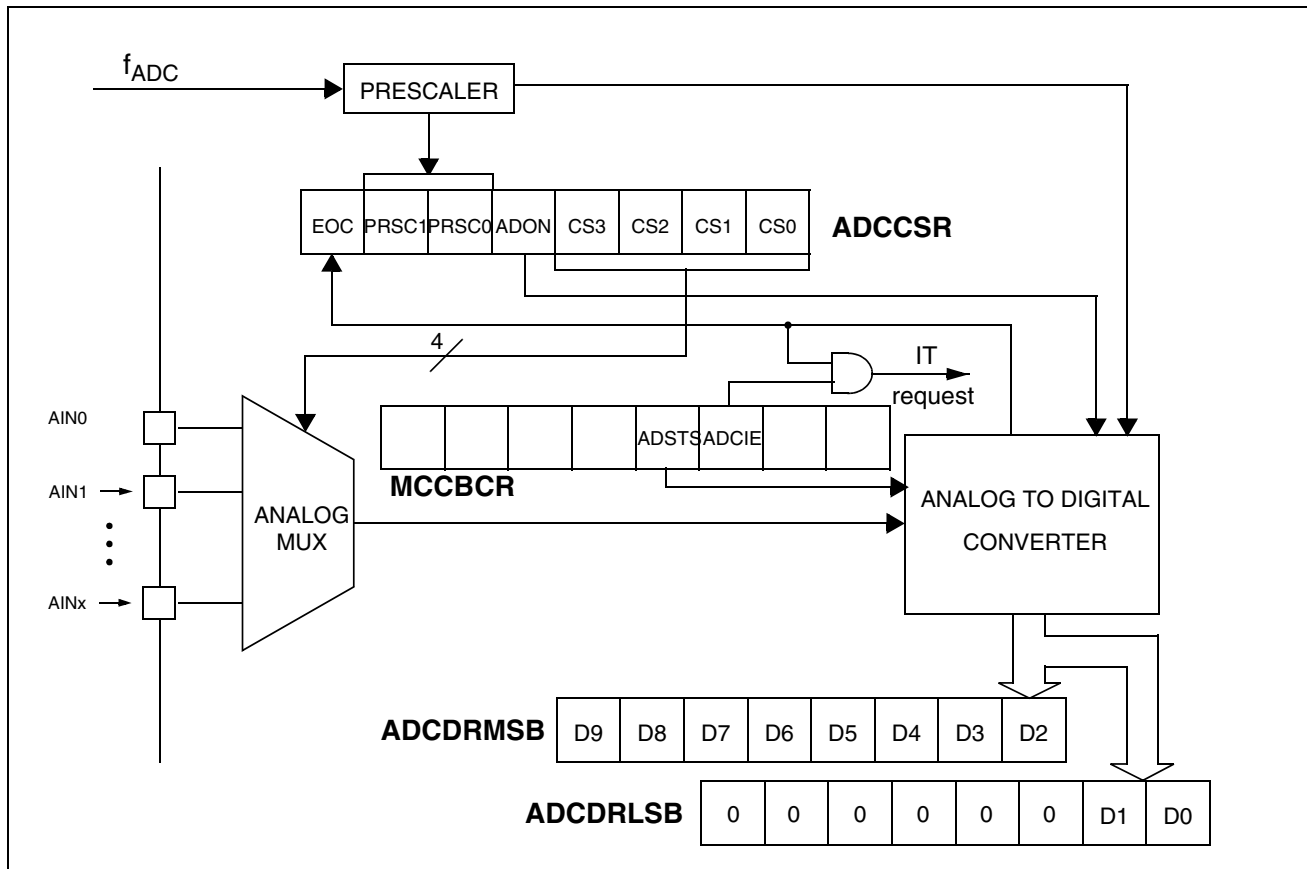 fADC
PRESCALER
EOC PRSC1 PRSC0 ADON CS3 CS2 CS1 CS0
ADCCSR
4
IT
request
AIN0
ADSTS ADCIE
MCCBCR
AIN1
ANALOG
MUX
ANALOG TO DIGITAL
CONVERTER
AINx
ADCDRMSB
D9 D8 D7 D6 D5 D4 D3 D2
ADCDRLSB
0 0 0 0 0 0 D1 D0